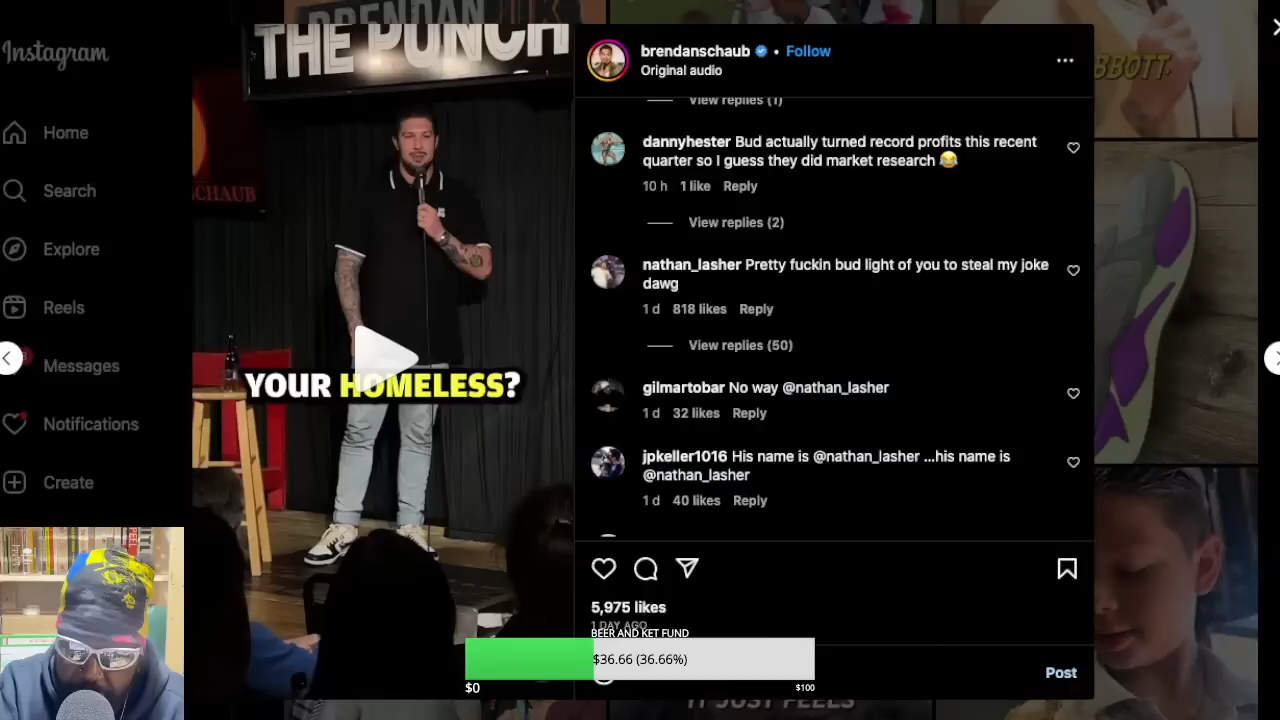 BRENDAN
THE PUNCH
Instagram
Home
Search
Explore
Reels
Messages
Notifications
Create
SCHAUB
YOUR HOMELESS?
brendanschaub • Follow
Original audio
View replies (1)
dannyhester Bud actually turned record profits this recent
quarter so I guess they did market research 😂
10 h 1 like Reply
View replies (2)
nathan_lasher Pretty fuckin bud light of you to steal my joke
dawg
1 d 818 likes Reply
View replies (50)
gilmartobar No way @nathan_lasher
1 d 32 likes Reply
jpkeller1016 His name is @nathan_lasher ...his name is
@nathan_lasher
1 d 40 likes Reply
5,975 likes
1 DAY AGO
BEER AND KET FUND
$36.66 (36.66%)
$0
$100
Post
BBOTT
IT JUST FEELS